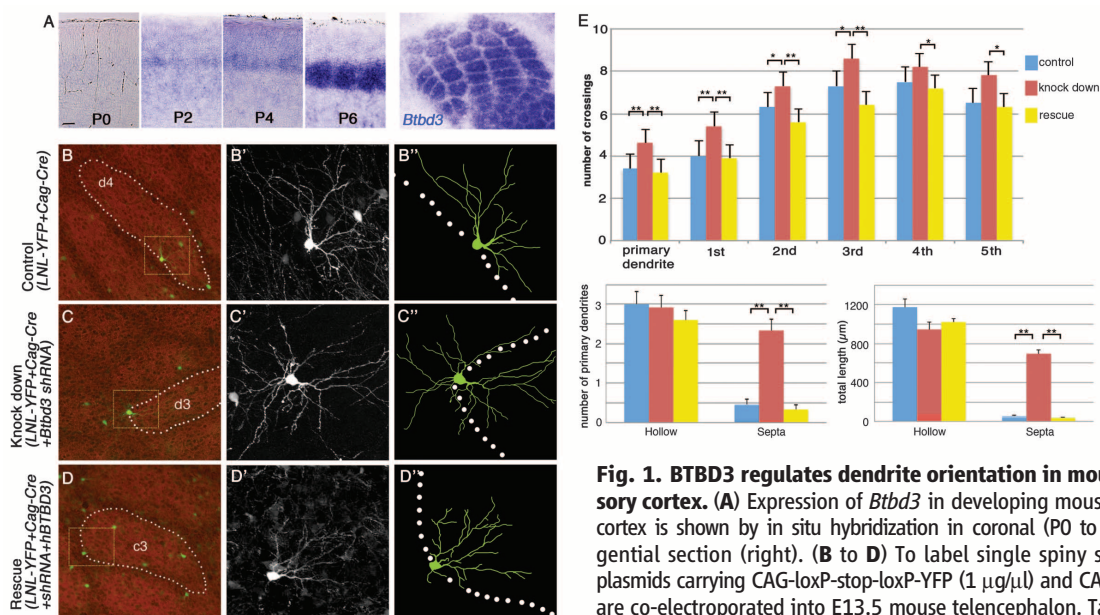 A
P0
P2
P4
P6
Btbd3
B
d4
B'
B"
Control
(LNL-YFP+Cag-Cre)
C
d3
C'
C"
Knock down
(LNL-YFP+Cag-Cre
+Btbd3 shRNA)
D
c3
D'
D"
Rescue
(LNL-YFP+Cag-Cre
+shRNA+hBTBD3)
E
number of crossings
10
8
6
4
2
0
* ** * ** * *
** ** ** **
control
knock down
rescue
primary
dendrite
1st
2nd
3rd
4th
5th
number of primary dendrites
3
2
1
0
** **
Hollow
Septa
total length (µm)
1200
800
400
0
** **
Hollow
Septa
Fig. 1. BTBD3 regulates dendrite orientation in mou
sory cortex. (A) Expression of Btbd3 in developing mouse
cortex is shown by in situ hybridization in coronal (P0 to
gential section (right). (B to D) To label single spiny s
plasmids carrying CAG-loxP-stop-loxP-YFP (1 µg/µl) and CA
are co-electroporated into E13.5 mouse telencephalon. Ta